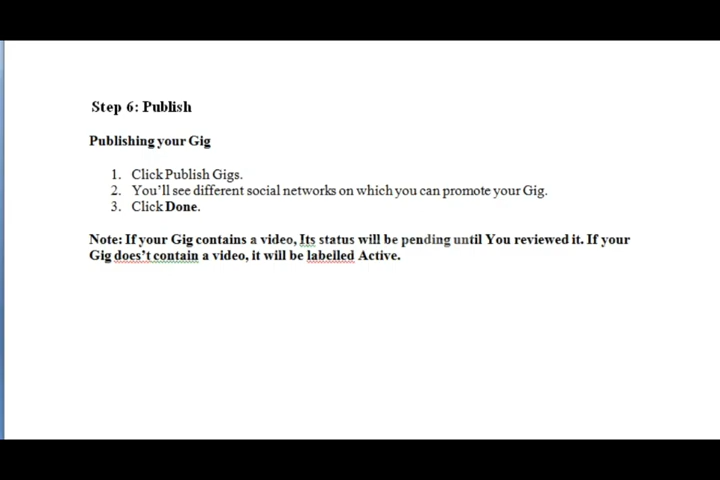 Step 6: Publish
Publishing your Gig
1. Click Publish Gigs.
2. You'll see different social networks on which you can promote your Gig.
3. Click Done.
Note: If your Gig contains a video, Its status will be pending until You reviewed it. If your
Gig does't contain a video, it will be labelled Active.